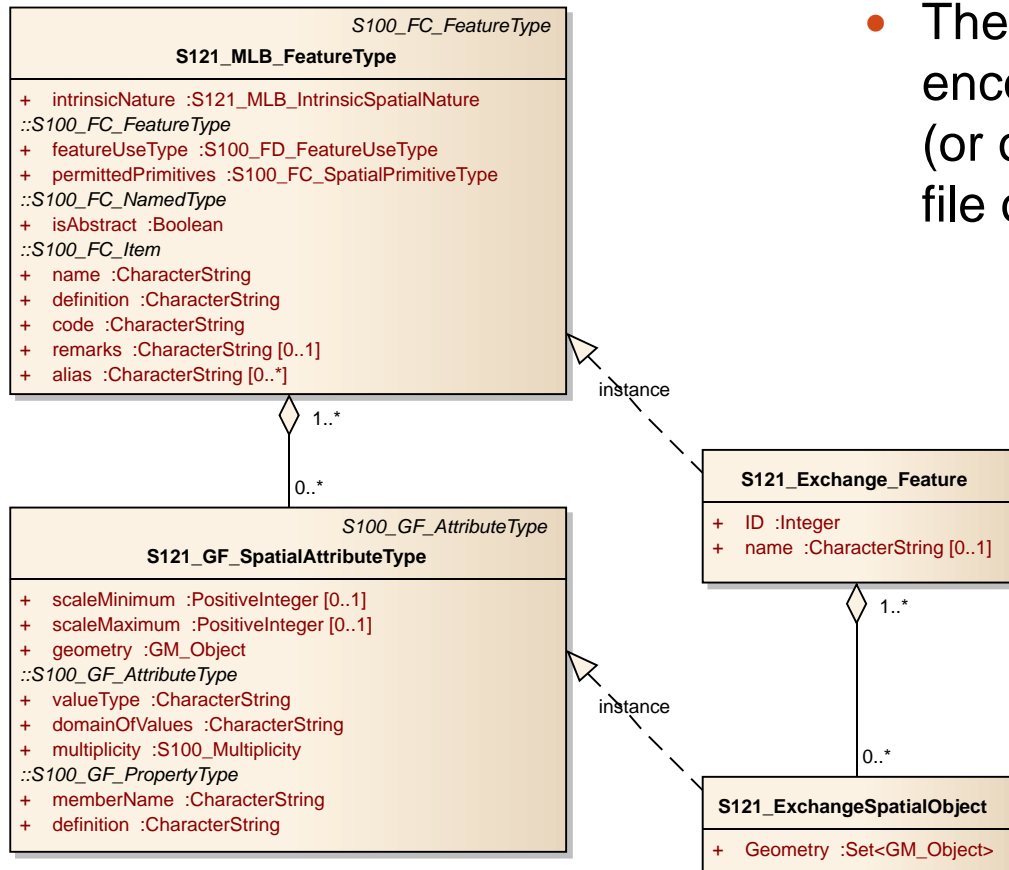 S100_FC_FeatureType
S121_MLB_FeatureType
+ intrinsicNature :S121_MLB_IntrinsicSpatialNature
::S100_FC_FeatureType
+ featureUseType :S100_FD_FeatureUseType
+ permittedPrimitives :S100_FC_SpatialPrimitiveType
::S100_FC_NamedType
+ isAbstract :Boolean
::S100_FC_Item
+ name :CharacterString
+ definition :CharacterString
+ code :CharacterString
+ remarks :CharacterString [0..1]
+ alias :CharacterString [0..*]
1..*
0..*
S100_GF_AttributeType
S121_GF_SpatialAttributeType
+ scaleMinimum :PositiveInteger [0..1]
+ scaleMaximum :PositiveInteger [0..1]
+ geometry :GM_Object
::S100_GF_AttributeType
+ valueType :CharacterString
+ domainOfValues :CharacterString
+ multiplicity :S100_Multiplicity
::S100_GF_PropertyType
+ memberName :CharacterString
+ definition :CharacterString
instance
instance
S121_Exchange_Feature
+ ID :Integer
+ name :CharacterString [0..1]
1..*
0..*
S121_ExchangeSpatialObject
+ Geometry :Set<GM_Object>
• The
(or
file